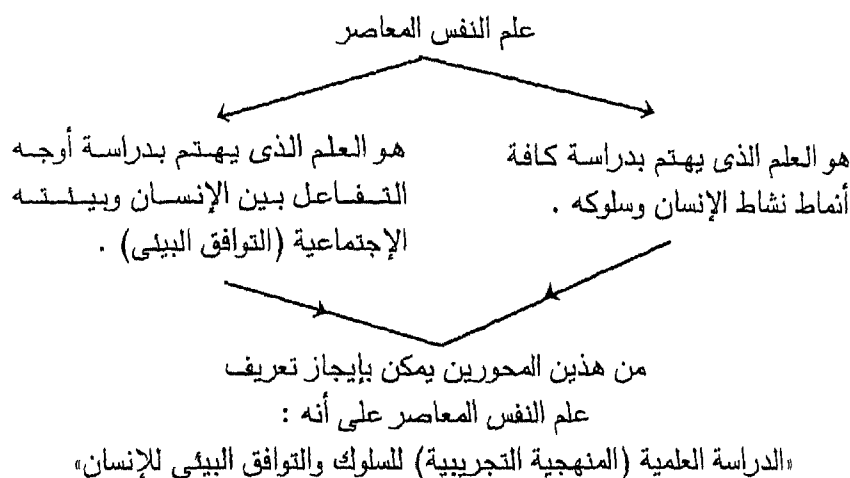 علم النفس المعاصر
هو العلم الذى يهتم بدراسة كافة
أنماط نشاط الإنسان وسلوكه .
هو العلم الذى يهتم بدراسة أوجه
التفاعل بين الإنسان وبيئته
الإجتماعية (التوافق البيئى) .
من هذين المحورين يمكن بإيجاز تعريف
علم النفس المعاصر على أنه :
«الدراسة العلمية (المنهجية التجريبية) للسلوك والتوافق البيئى للإنسان»